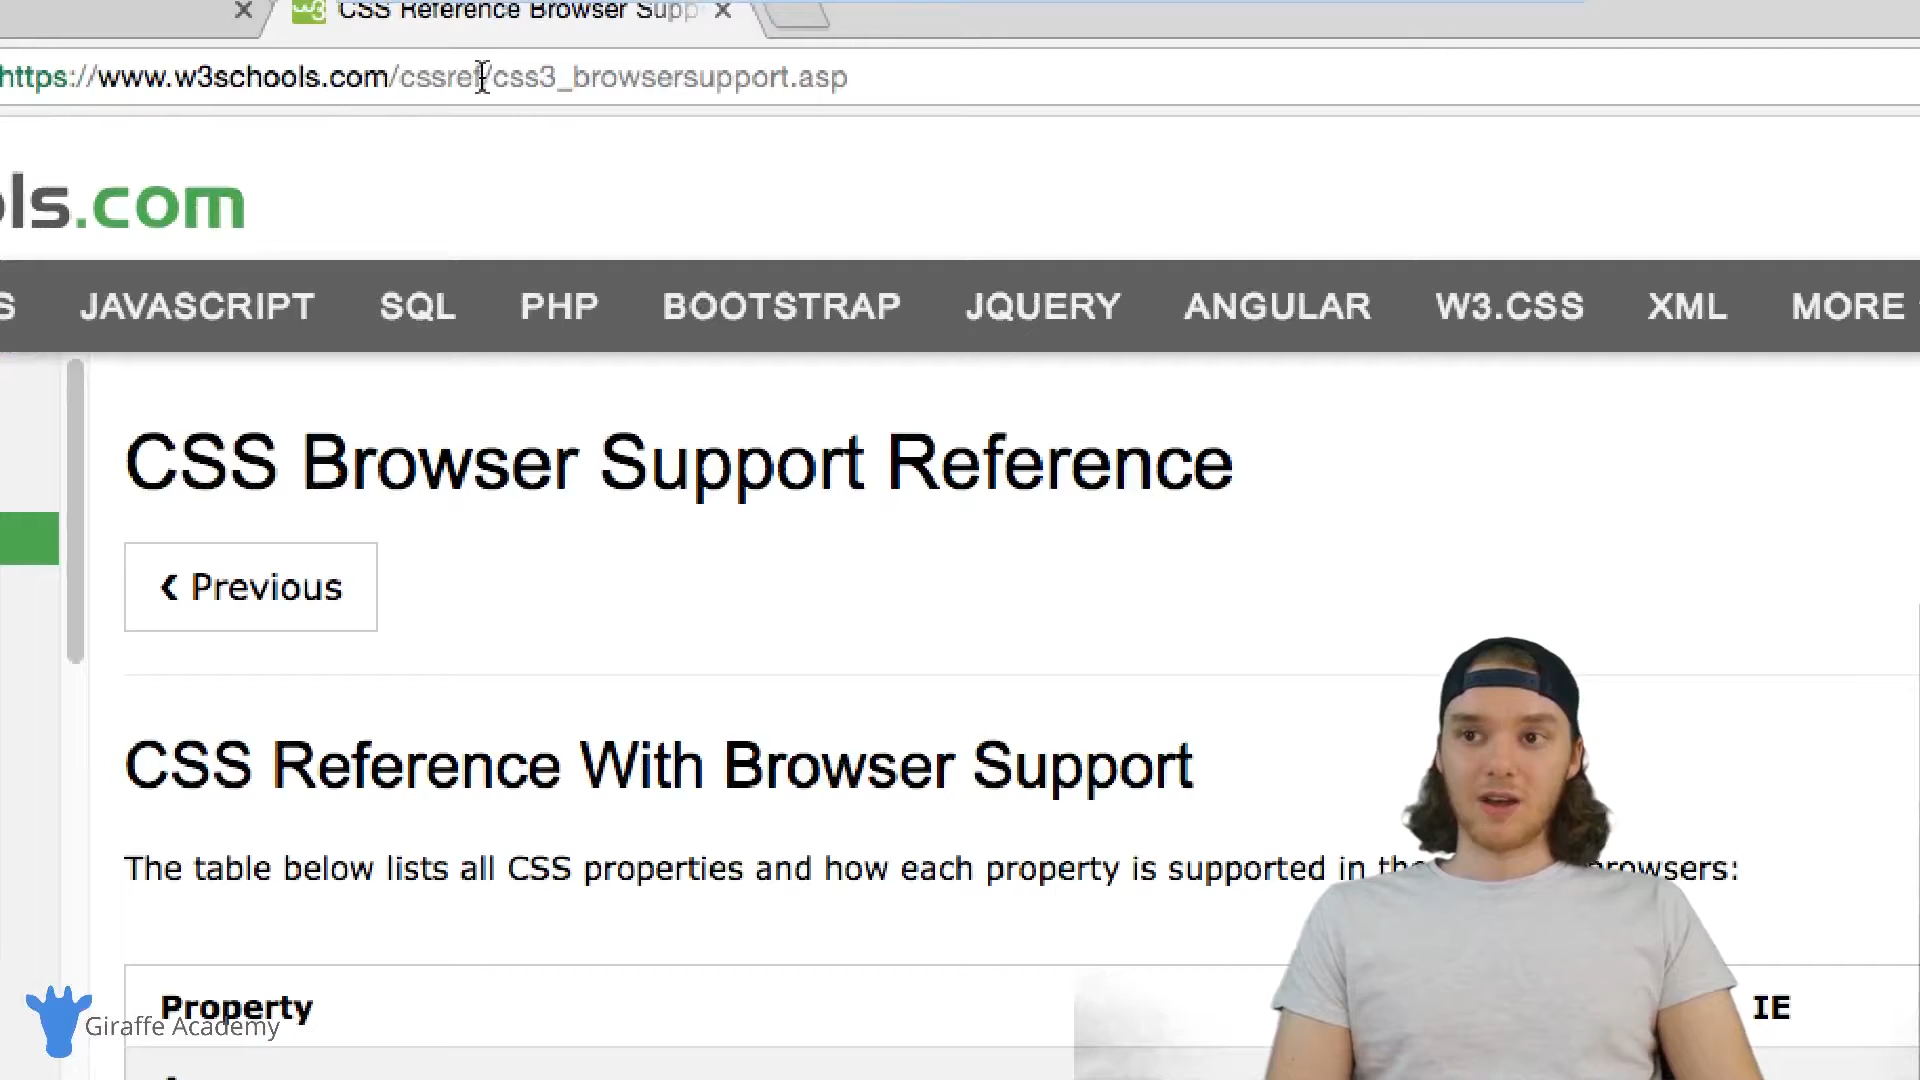 CSS Reference Browser Supp
https://www.w3schools.com/cssref/css3_browsersupport.asp
ols.com
S JAVASCRIPT SQL PHP BOOTSTRAP JQUERY ANGULAR W3.CSS XML MORE
CSS Browser Support Reference
❮ Previous
CSS Reference With Browser Support
The table below lists all CSS properties and how each property is supported in browsers:
Property IE
Giraffe Academy